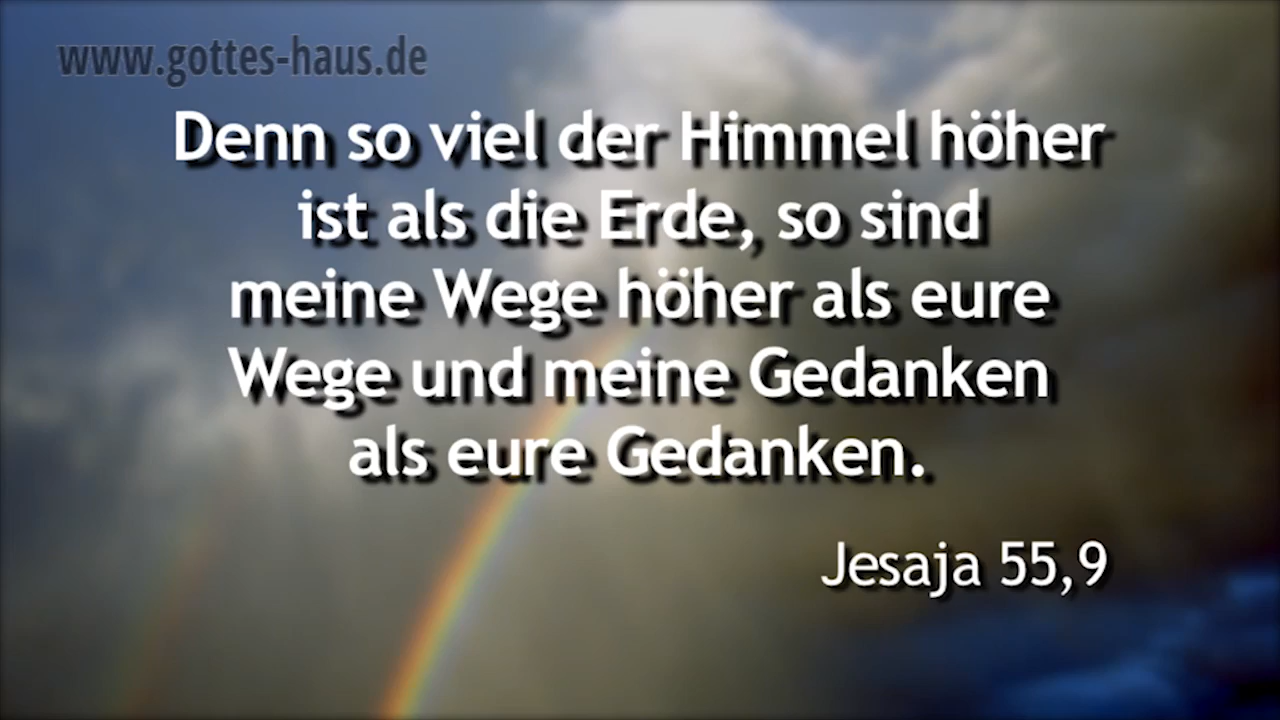 www.gottes-haus.de
Denn so viel der Himmel höher
ist als die Erde, so sind
meine Wege höher als eure
Wege und meine Gedanken
als eure Gedanken.
Jesaja 55,9